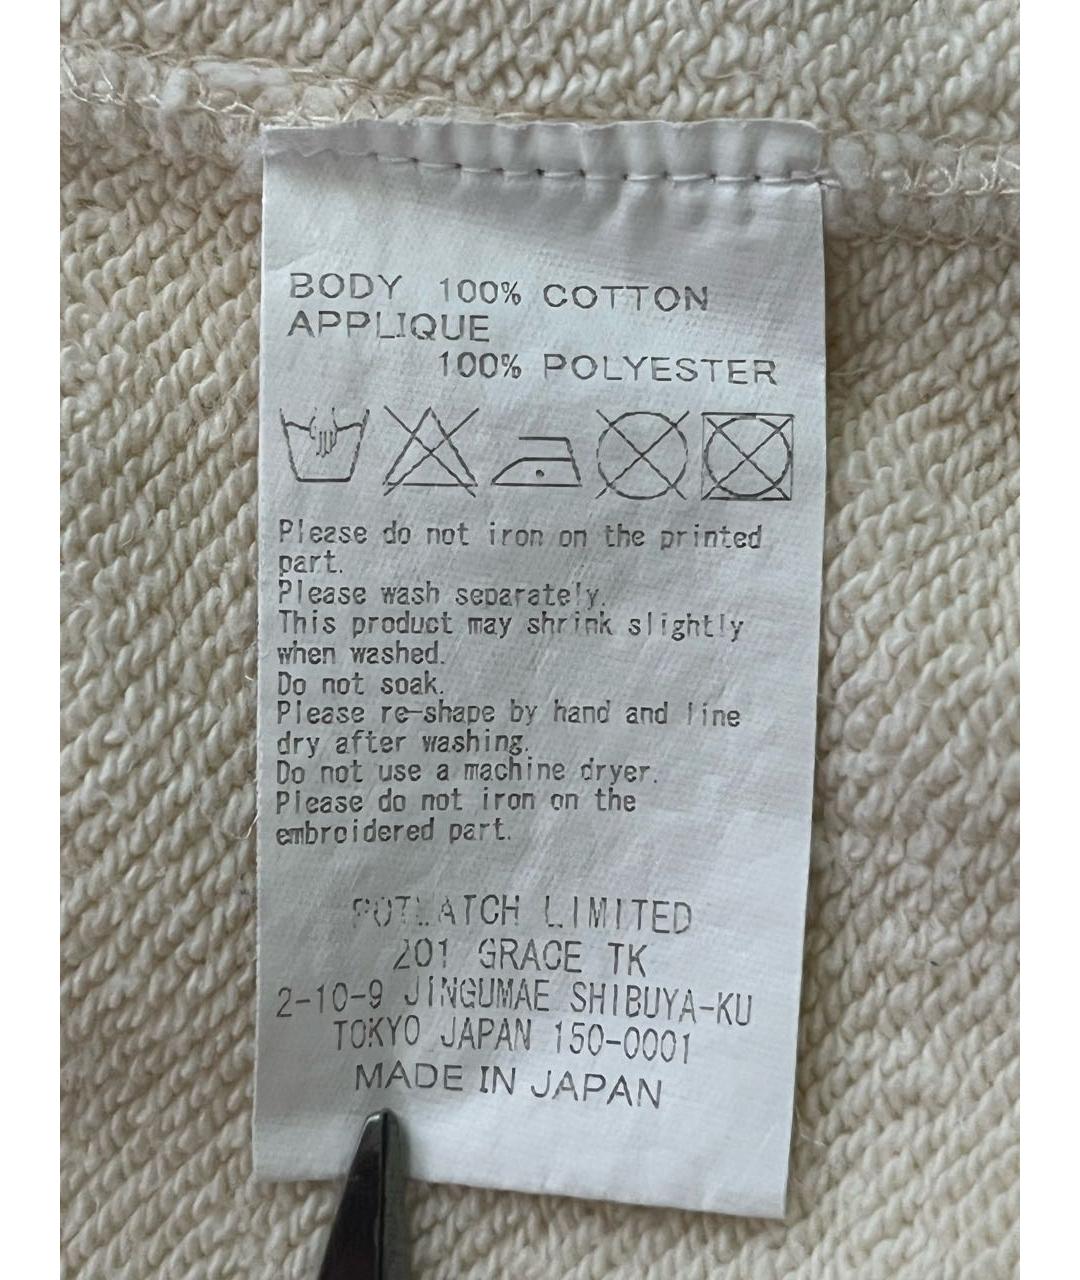 BODY 100% COTTON
APPLIQUE
100% POLYESTER
Please do not iron on the printed
part.
Please wash separately.
This product may shrink slightly
when washed.
Do not soak.
Please re-shape by hand and line
dry after washing.
Do not use a machine dryer.
Please do not iron on the
embroidered part.
POTLATCH LIMITED
201 GRACE TK
2-10-9 JINGUMAE SHIBUYA-KU
TOKYO JAPAN 150-0001
MADE IN JAPAN